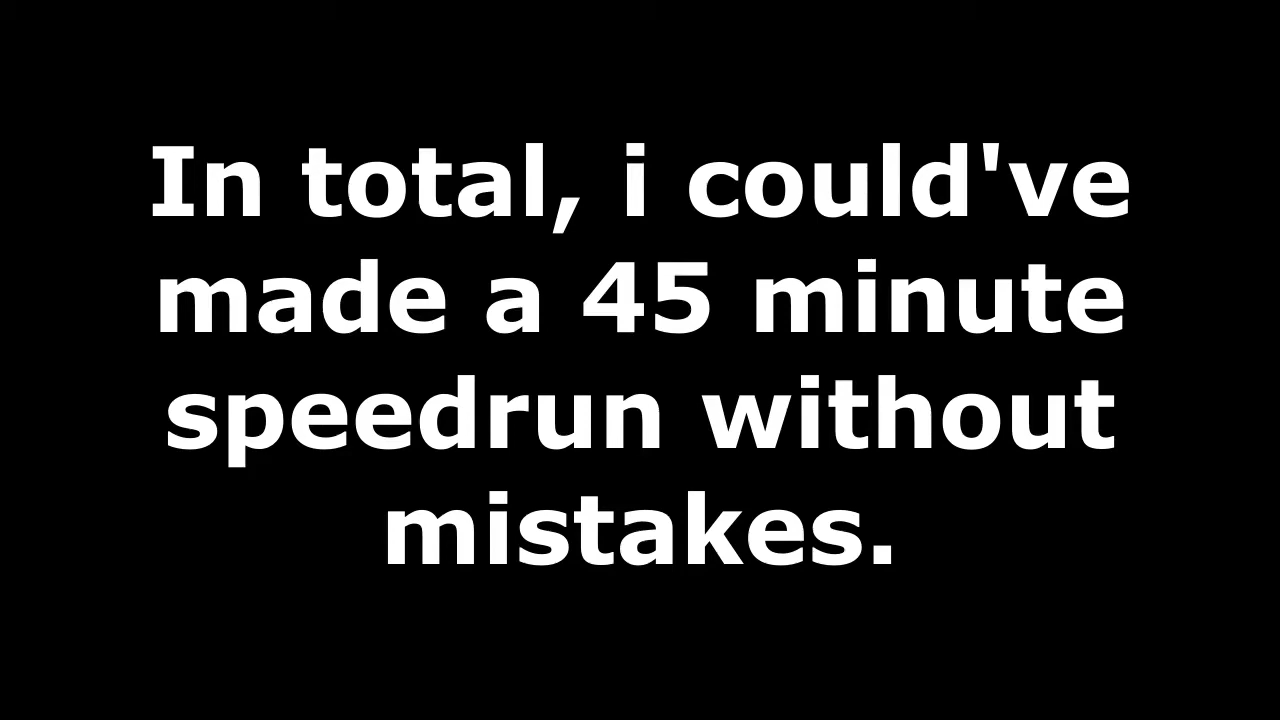 In total, i could've
made a 45 minute
speedrun without
mistakes.